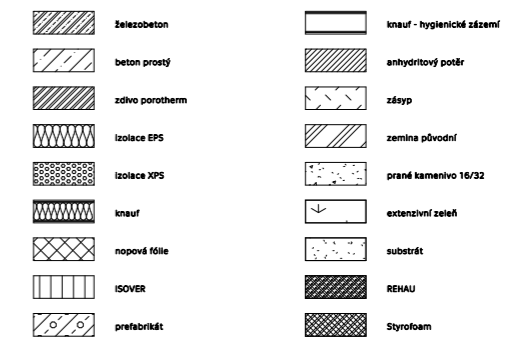 železobeton
beton prostý
zdivo porotherm
izolace EPS
izolace XPS
knauf
nopová fólie
ISOVER
prefabrikát
knauf - hygienické zázemí
anhydritový potěr
zásyp
zemina původní
prané kamenivo 16/32
extenzivní zeleň
substrát
REHAU
Styrofoam